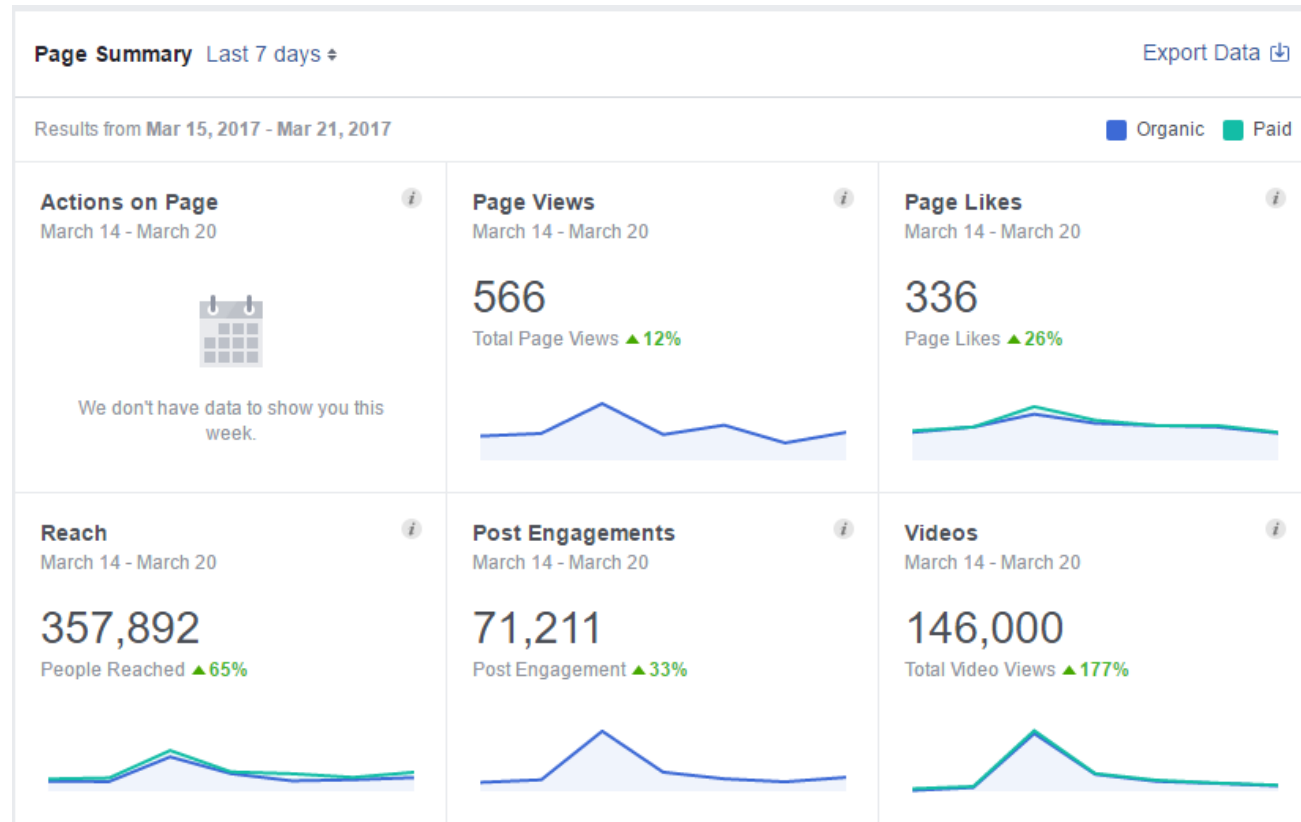 Page Summary Last 7 days
Export Data
Results from Mar 15, 2017 - Mar 21, 2017
Organic Paid
Actions on Page
March 14 - March 20
We don't have data to show you this
week.
Page Views
March 14 - March 20
566
Total Page Views ▲12%
Page Likes
March 14 - March 20
336
Page Likes ▲26%
Reach
March 14 - March 20
357,892
People Reached ▲65%
Post Engagements
March 14 - March 20
71,211
Post Engagement ▲33%
Videos
March 14 - March 20
146,000
Total Video Views ▲177%